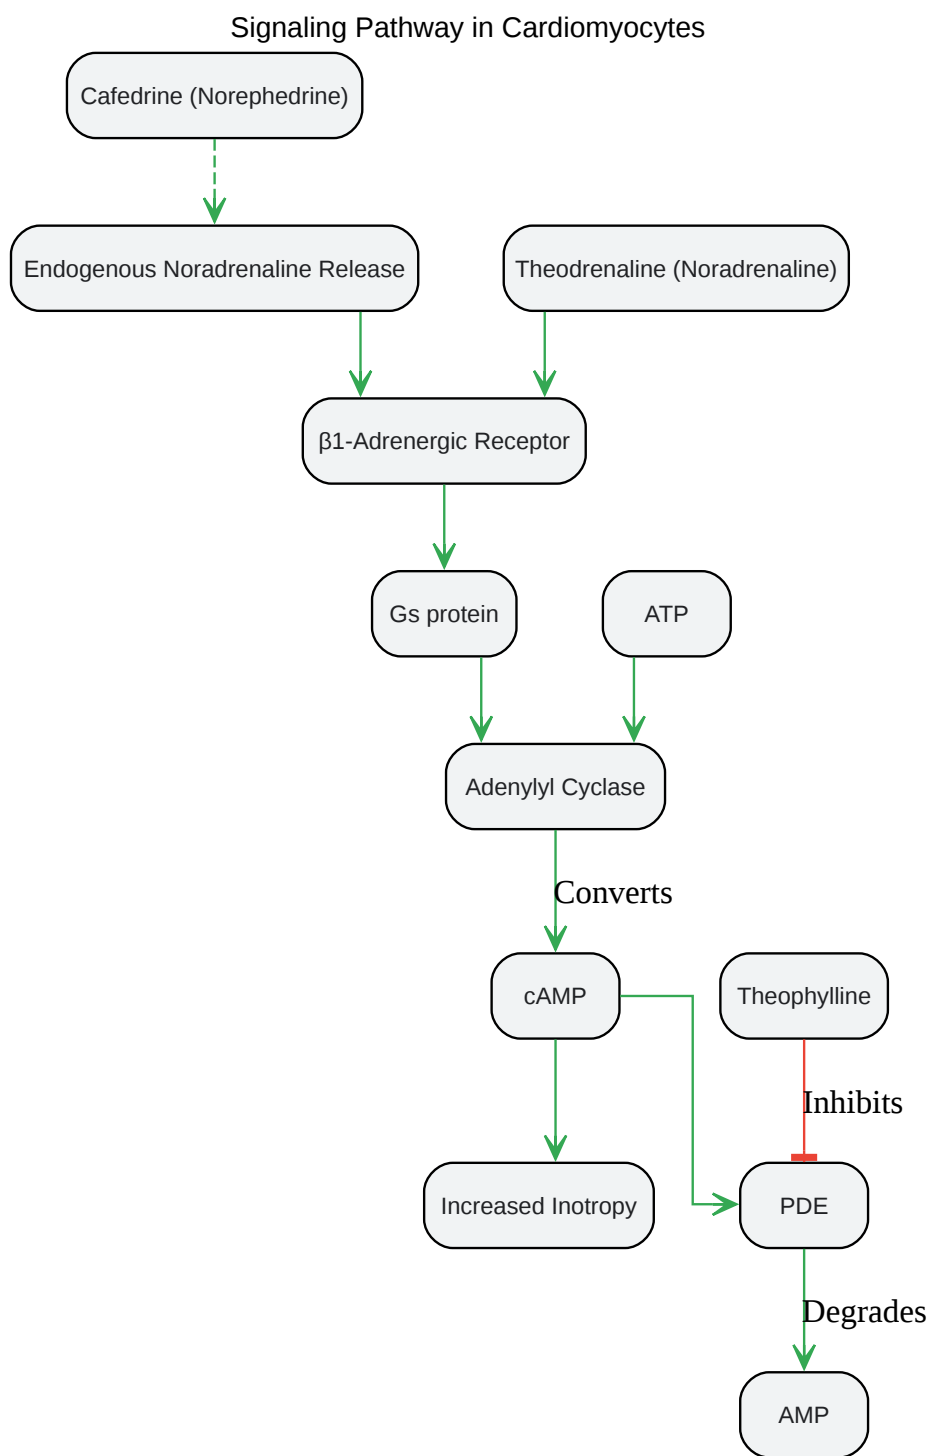 Signaling Pathway in Cardiomyocytes
Cafedrine (Norephedrine)
Endogenous Noradrenaline Release
Theodrenaline (Noradrenaline)
β1-Adrenergic Receptor
Gs protein
ATP
Adenylyl Cyclase
Converts
cAMP
Theophylline
Inhibits
Increased Inotropy
PDE
Degrades
AMP